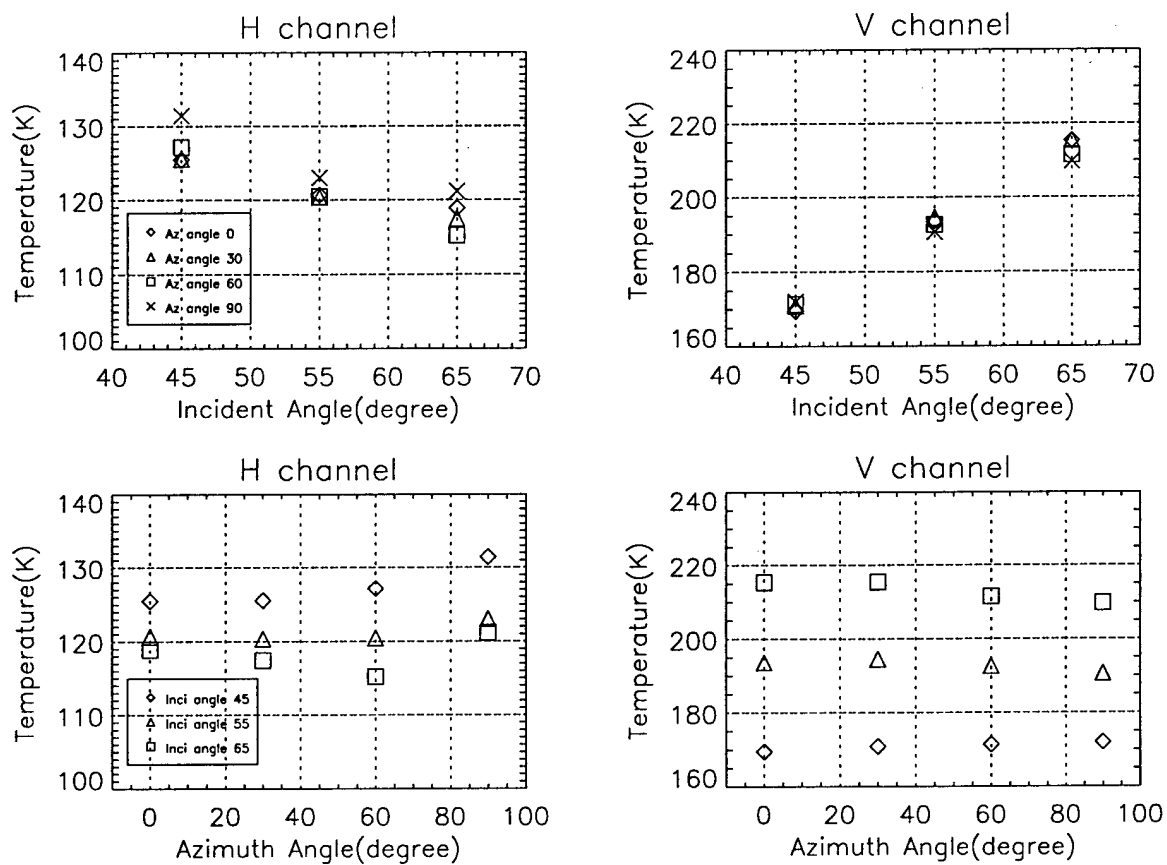 H channel
Temperature(K)
140
130
120
110
100
◇ Az angle 0
△ Az angle 30
□ Az angle 60
× Az angle 90
40 45 50 55 60 65 70
Incident Angle(degree)
V channel
Temperature(K)
240
220
200
180
160
40 45 50 55 60 65 70
Incident Angle(degree)
H channel
Temperature(K)
140
130
120
110
100
◇ Inci angle 45
△ Inci angle 55
□ Inci angle 65
0 20 40 60 80 100
Azimuth Angle(degree)
V channel
Temperature(K)
240
220
200
180
160
0 20 40 60 80 100
Azimuth Angle(degree)